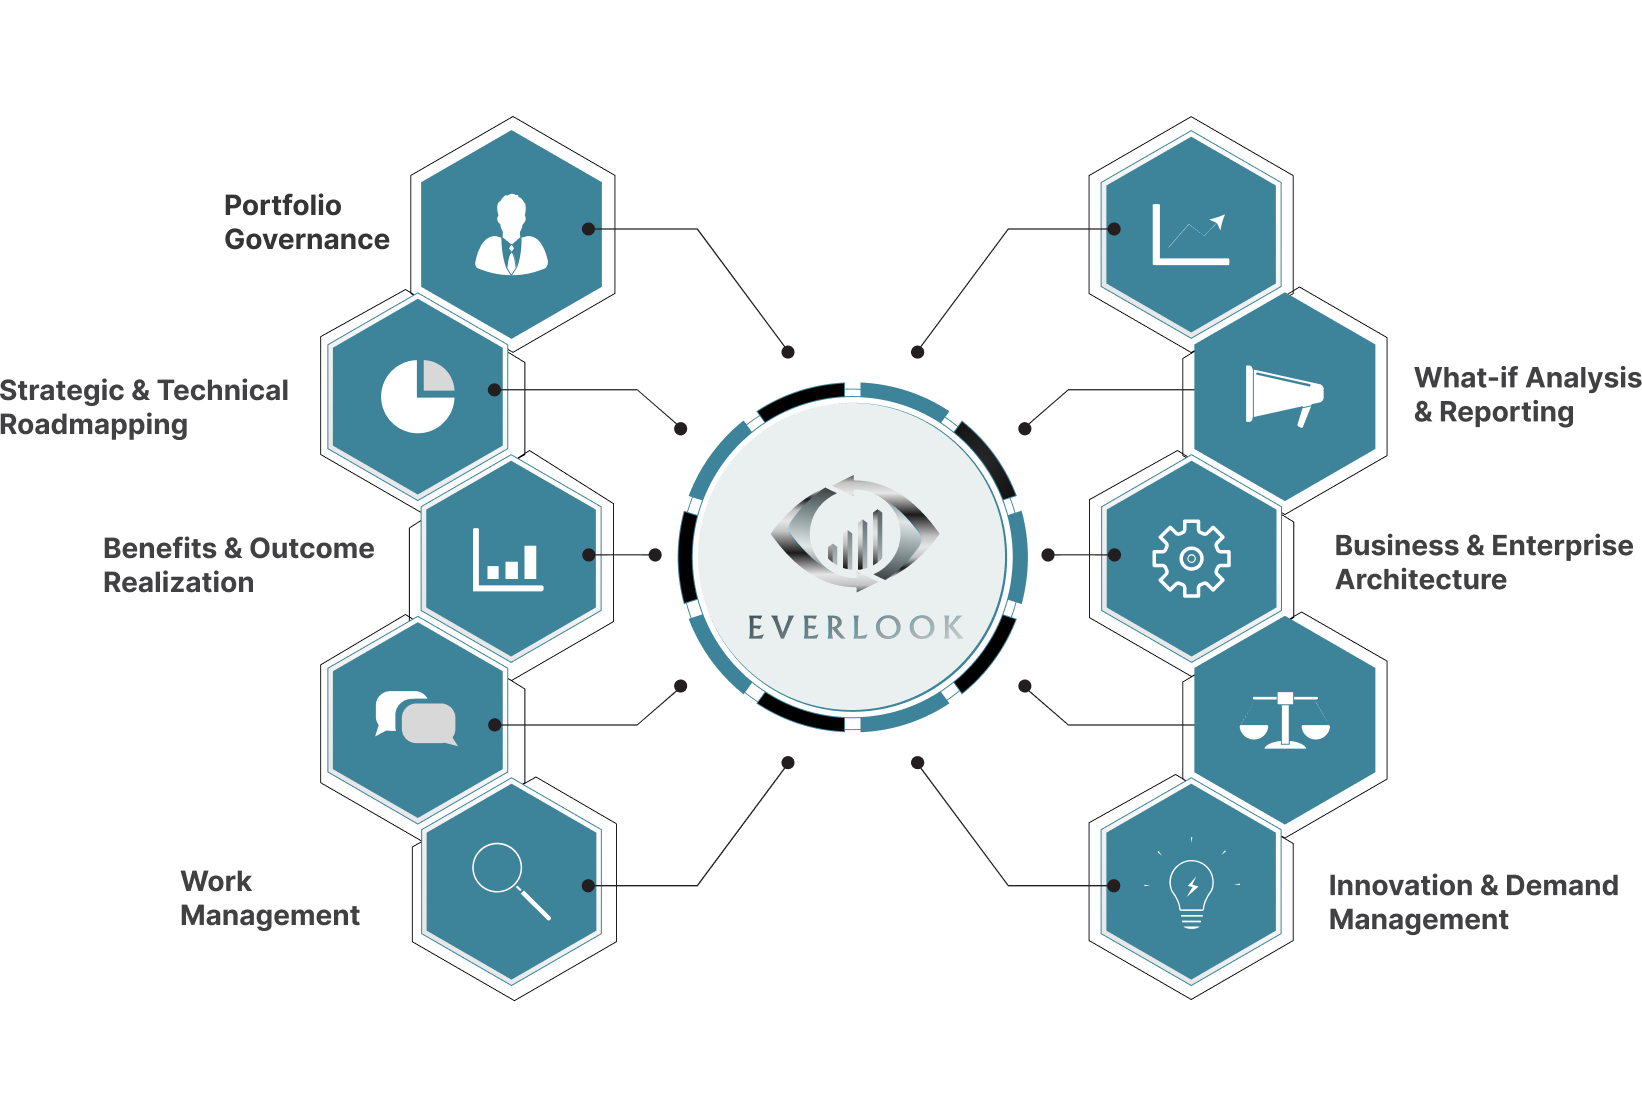 Portfolio
Governance
Strategic & Technical
Roadmapping
Benefits & Outcome
Realization
Work
Management
EVERLOOK
What-if Analysis
& Reporting
Business & Enterprise
Architecture
Innovation & Demand
Management